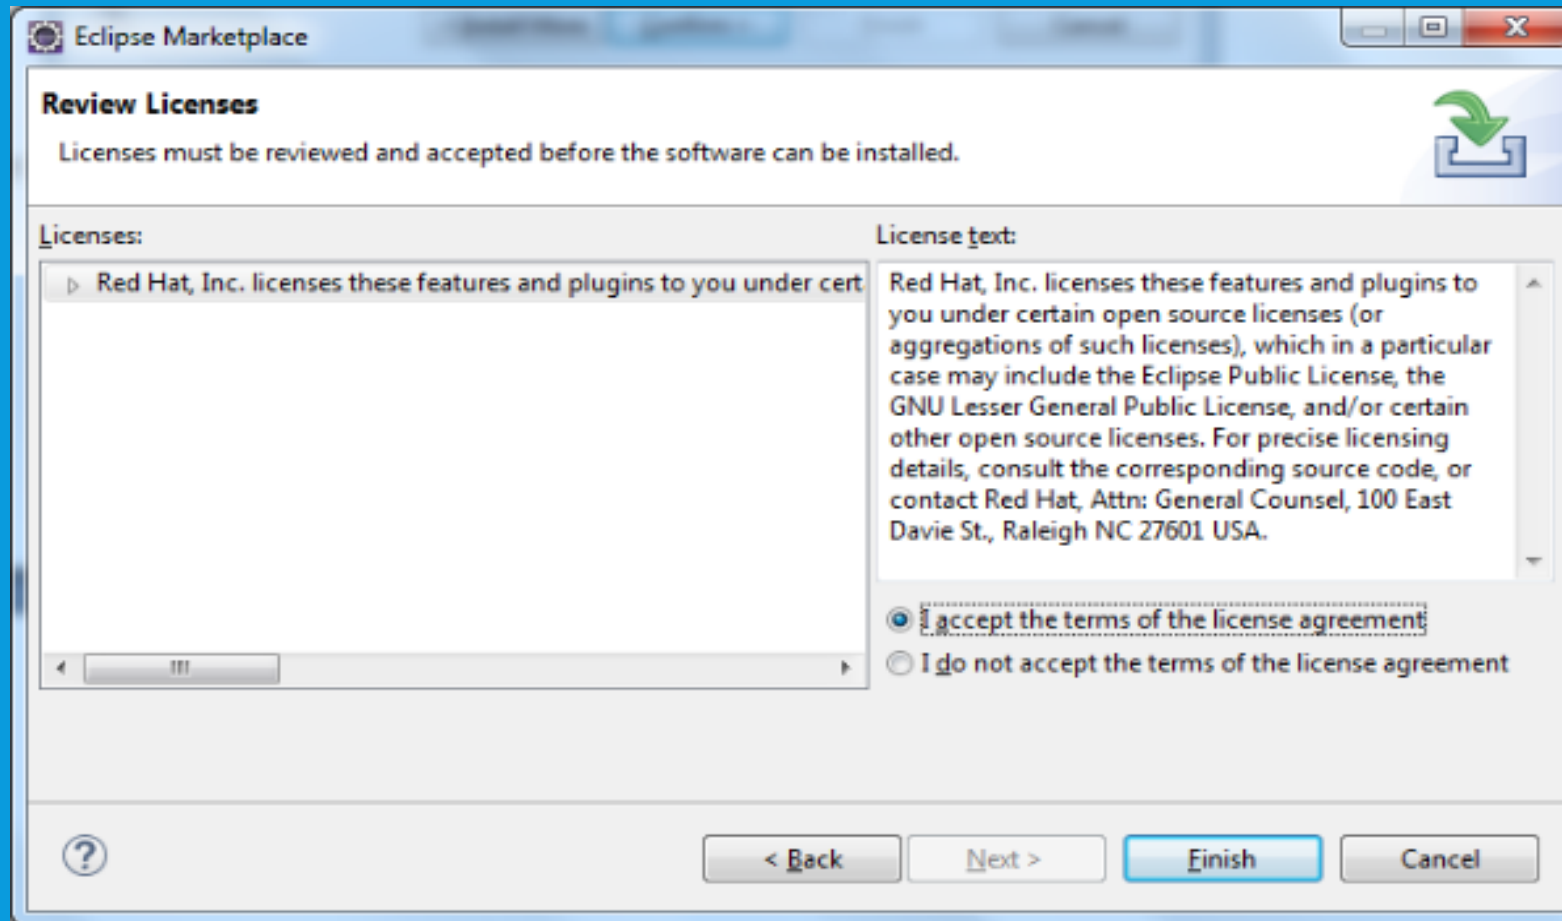 Eclipse Marketplace
Review Licenses
Licenses must be reviewed and accepted before the software can be installed.
Licenses:
Red Hat, Inc. licenses these features and plugins to you under cert
License text:
Red Hat, Inc. licenses these features and plugins to
you under certain open source licenses (or
aggregations of such licenses), which in a particular
case may include the Eclipse Public License, the
GNU Lesser General Public License, and/or certain
other open source licenses. For precise licensing
details, consult the corresponding source code, or
contact Red Hat, Attn: General Counsel, 100 East
Davie St., Raleigh NC 27601 USA.
I accept the terms of the license agreement
I do not accept the terms of the license agreement
< Back
Next >
Finish
Cancel